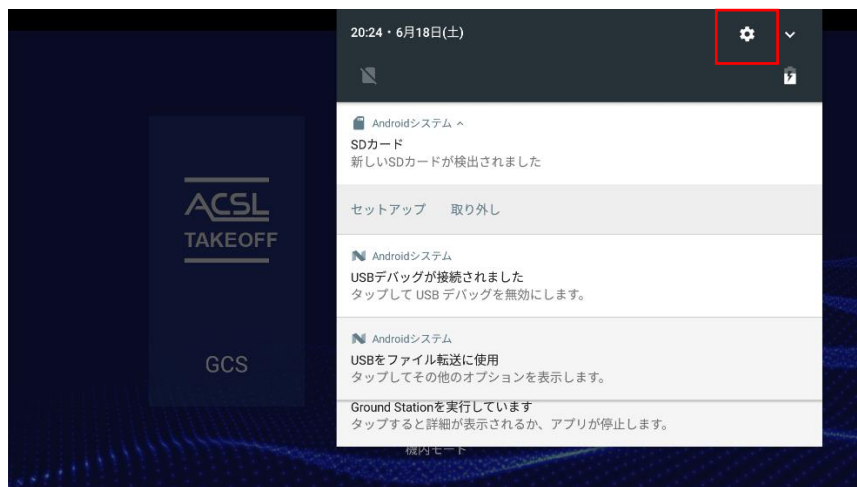 20:24・6月18日(土)
Androidシステム
SDカード
新しいSDカードが検出されました
セットアップ 取り外し
Androidシステム
USBデバッグが接続されました
タップして USB デバッグを無効にします。
Androidシステム
USBをファイル転送に使用
タップしてその他のオプションを表示します。
Ground Stationを実行しています
タップすると詳細が表示されるか、アプリが停止します。
ACSL
TAKEOFF
GCS
機内モード